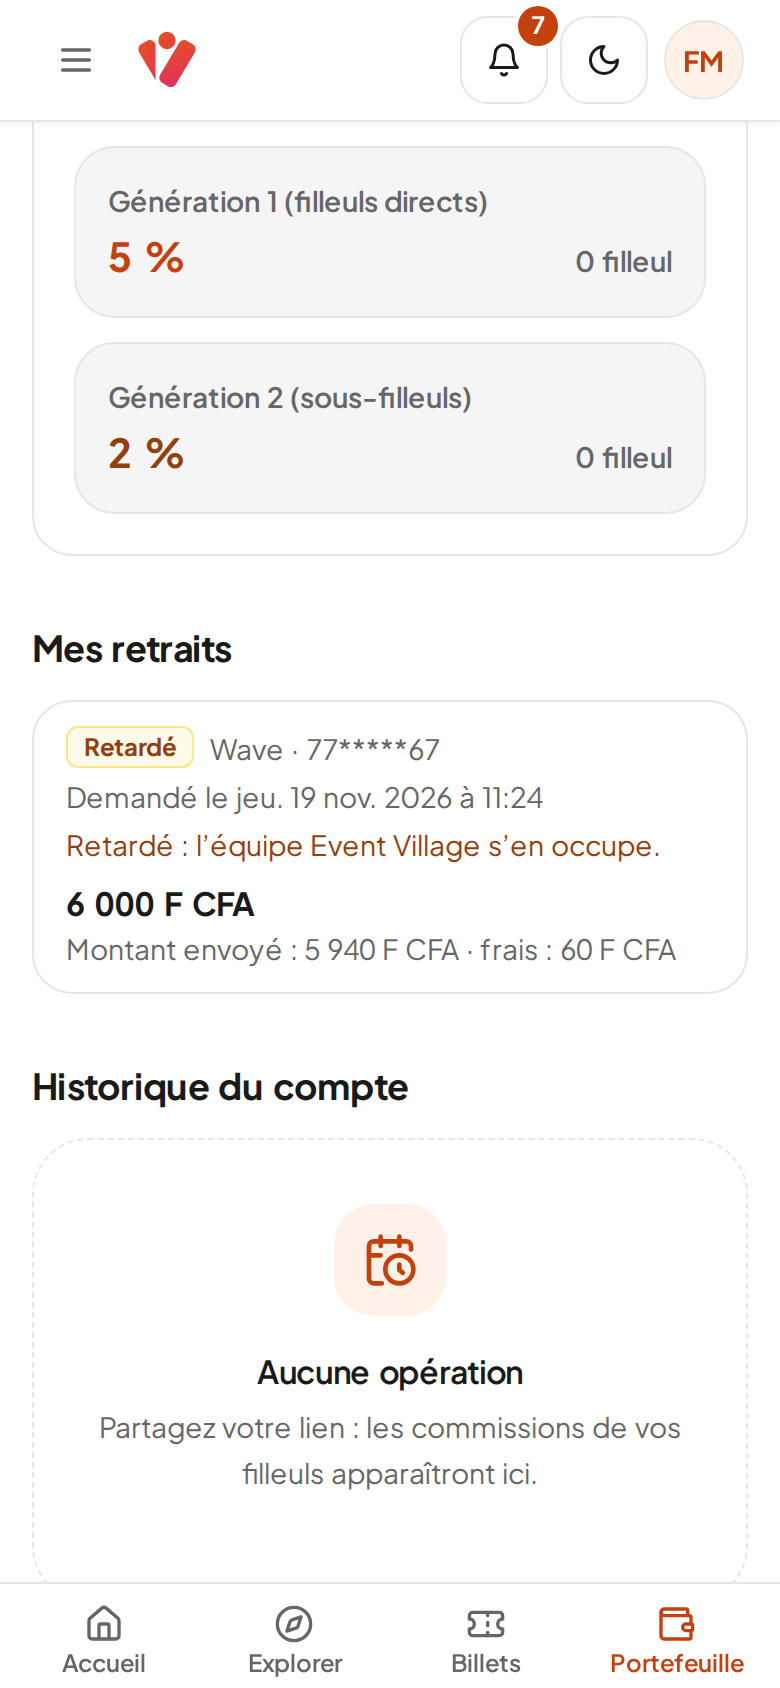 7
FM
Génération 1 (filleuls directs)
5 %
0 filleul
Génération 2 (sous-filleuls)
2 %
0 filleul
Mes retraits
Retardé Wave · 77*****67
Demandé le jeu. 19 nov. 2026 à 11:24
Retardé : l’équipe Event Village s’en occupe.
6 000 F CFA
Montant envoyé : 5 940 F CFA · frais : 60 F CFA
Historique du compte
Aucune opération
Partagez votre lien : les commissions de vos
filleuls apparaîtront ici.
Accueil
Explorer
Billets
Portefeuille